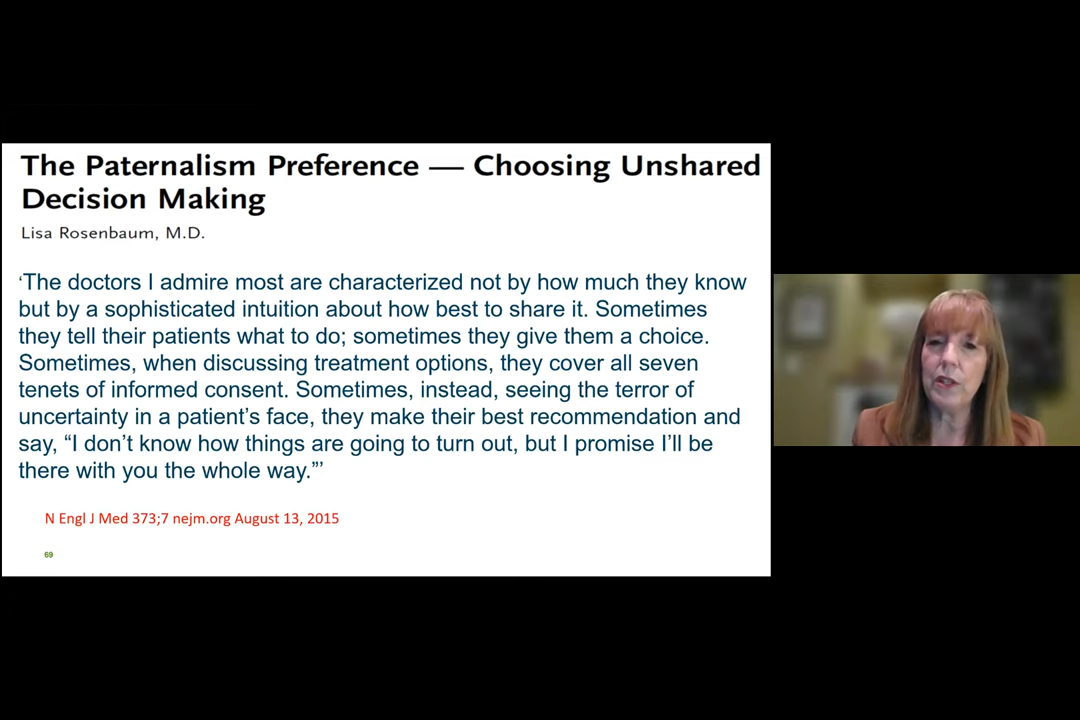 The Paternalism Preference — Choosing Unshared
Decision Making
Lisa Rosenbaum, M.D.
‘The doctors I admire most are characterized not by how much they know
but by a sophisticated intuition about how best to share it. Sometimes
they tell their patients what to do; sometimes they give them a choice.
Sometimes, when discussing treatment options, they cover all seven
tenets of informed consent. Sometimes, instead, seeing the terror of
uncertainty in a patient’s face, they make their best recommendation and
say, “I don’t know how things are going to turn out, but I promise I’ll be
there with you the whole way.”’
N Engl J Med 373;7 nejm.org August 13, 2015
69